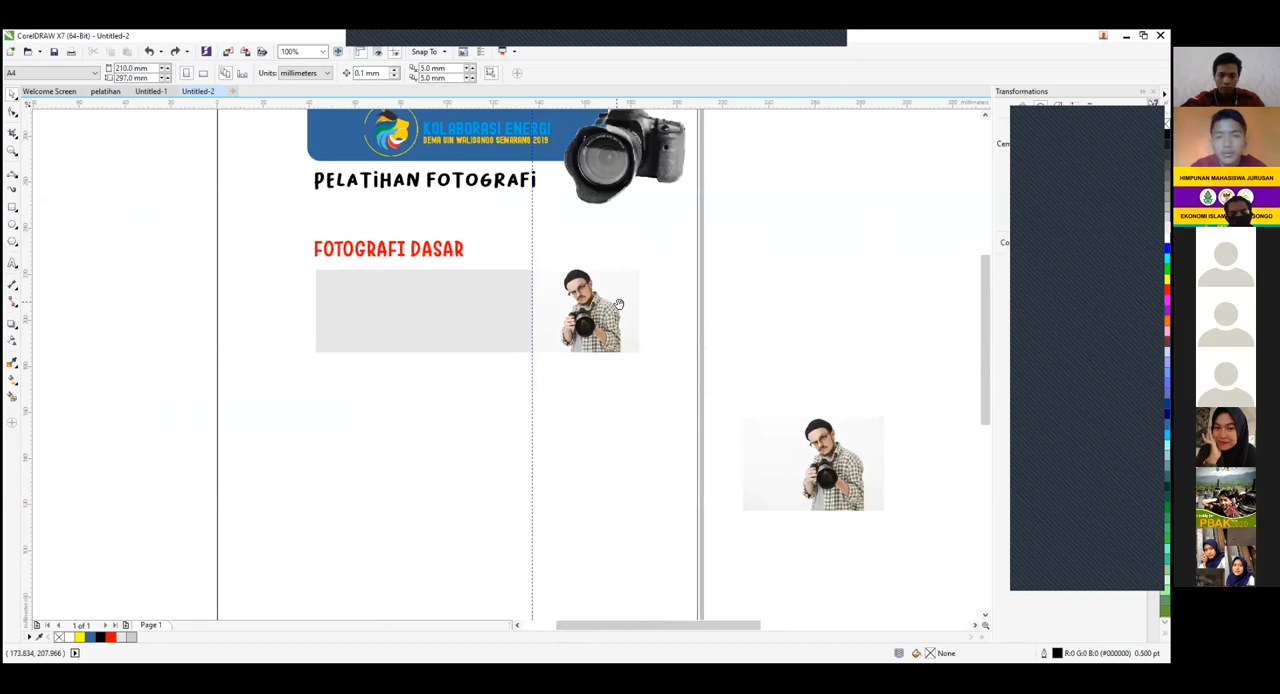 CorelDRAW X7 (64-Bit) - Untitled-2
100%
Snap To
A4
210.0 mm
297.0 mm
Units: millimeters
0.1 mm
5.0 mm
5.0 mm
Welcome Screen
pelatihan
Untitled-1
Untitled-2
Transformations
millimeters
KOLABORASI ENERGI
DEMA UIN WALISONGO SEMARANG 2019
PELATiHAN FOTOGRAFi
FOTOGRAFI DASAR
HIMPUNAN MAHASISWA JURUSAN
PBAK
1 of 1
Page 1
( 173.834, 207.966 )
None
R:0 G:0 B:0 (#000000)
0.500 pt